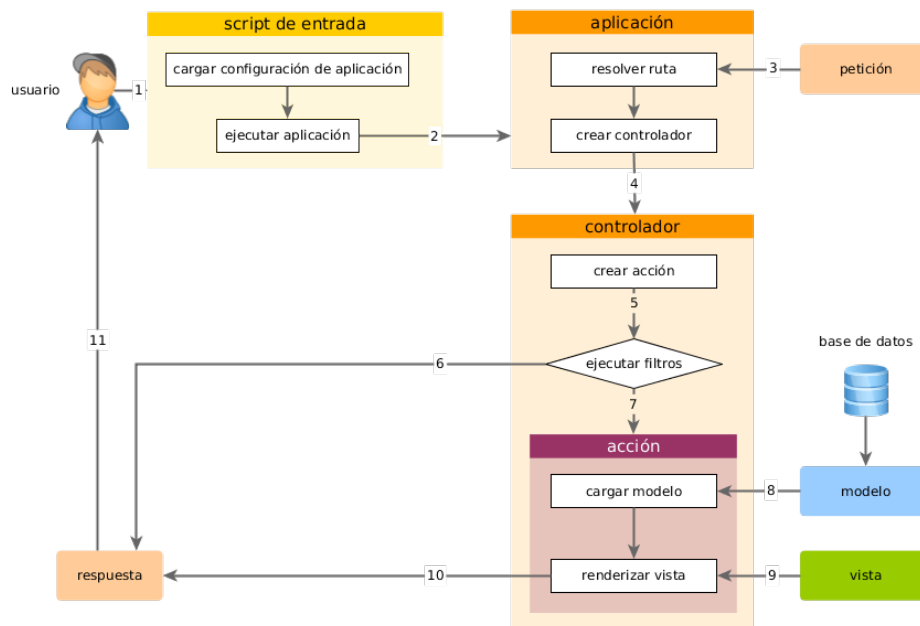 script de entrada
aplicación
cargar configuración de aplicación
resolver ruta
3
petición
usuario
1
ejecutar aplicación
2
crear controlador
4
controlador
crear acción
5
11
base de datos
6
ejecutar filtros
7
acción
cargar modelo
8
modelo
respuesta
10
renderizar vista
9
vista